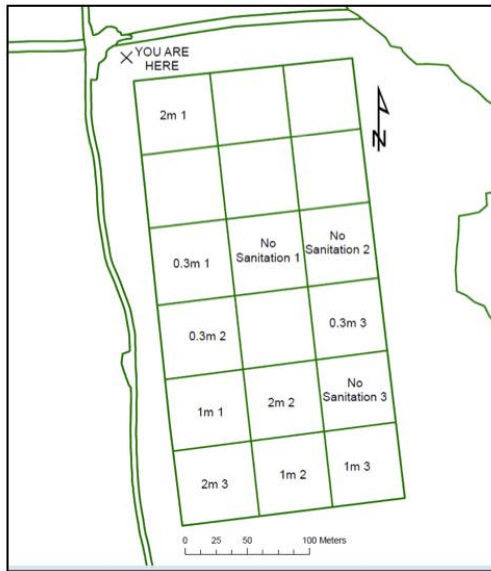 YOU ARE
HERE
2m 1
N
0.3m 1
No
Sanitation 1
No
Sanitation 2
0.3m 2
0.3m 3
1m 1
2m 2
No
Sanitation 3
2m 3
1m 2
1m 3
0 25 50 100 Meters